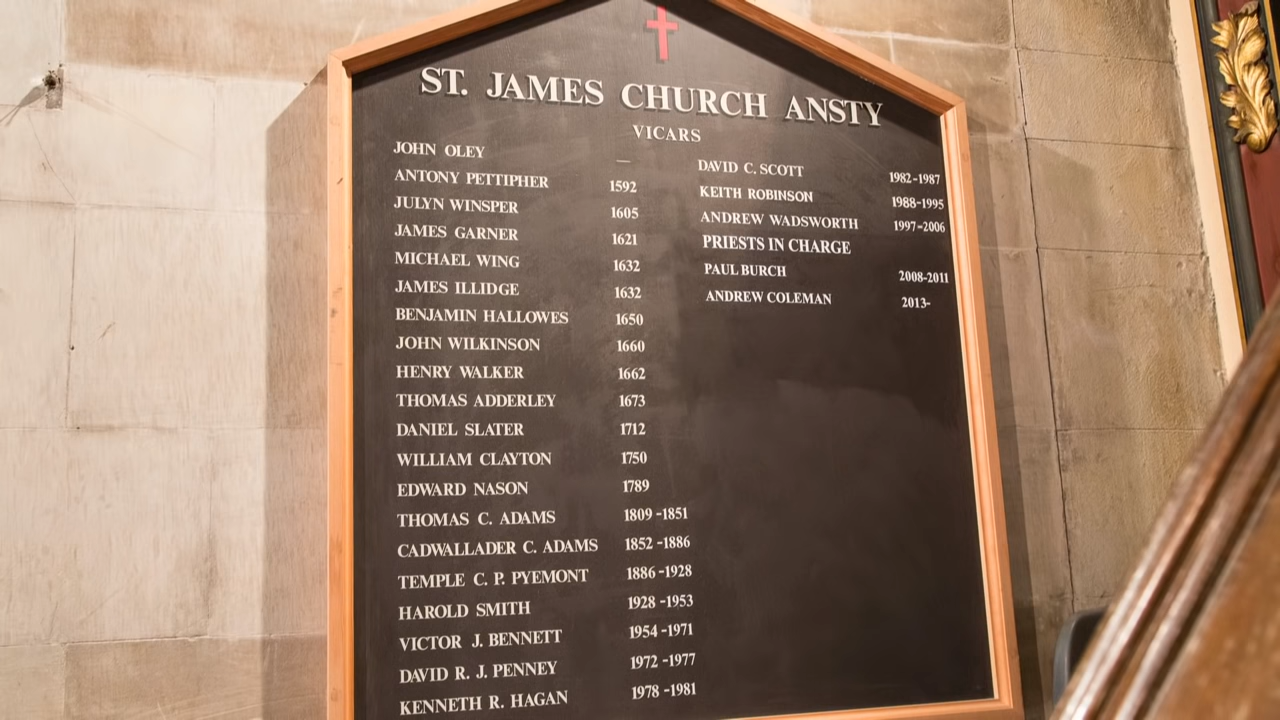 ST. JAMES CHURCH ANSTY
VICARS
JOHN OLEY —
ANTONY PETTIPHER 1592
JULYN WINSPER 1605
JAMES GARNER 1621
MICHAEL WING 1632
JAMES ILLIDGE 1632
BENJAMIN HALLOWES 1650
JOHN WILKINSON 1660
HENRY WALKER 1662
THOMAS ADDERLEY 1673
DANIEL SLATER 1712
WILLIAM CLAYTON 1750
EDWARD NASON 1789
THOMAS C. ADAMS 1809-1851
CADWALLADER C. ADAMS 1852-1886
TEMPLE C. P. PYEMONT 1886-1928
HAROLD SMITH 1928-1953
VICTOR J. BENNETT 1954-1971
DAVID R. J. PENNEY 1972-1977
KENNETH R. HAGAN 1978-1981
DAVID C. SCOTT 1982-1987
KEITH ROBINSON 1988-1995
ANDREW WADSWORTH 1997-2006
PRIESTS IN CHARGE
PAUL BURCH 2008-2011
ANDREW COLEMAN 2013-